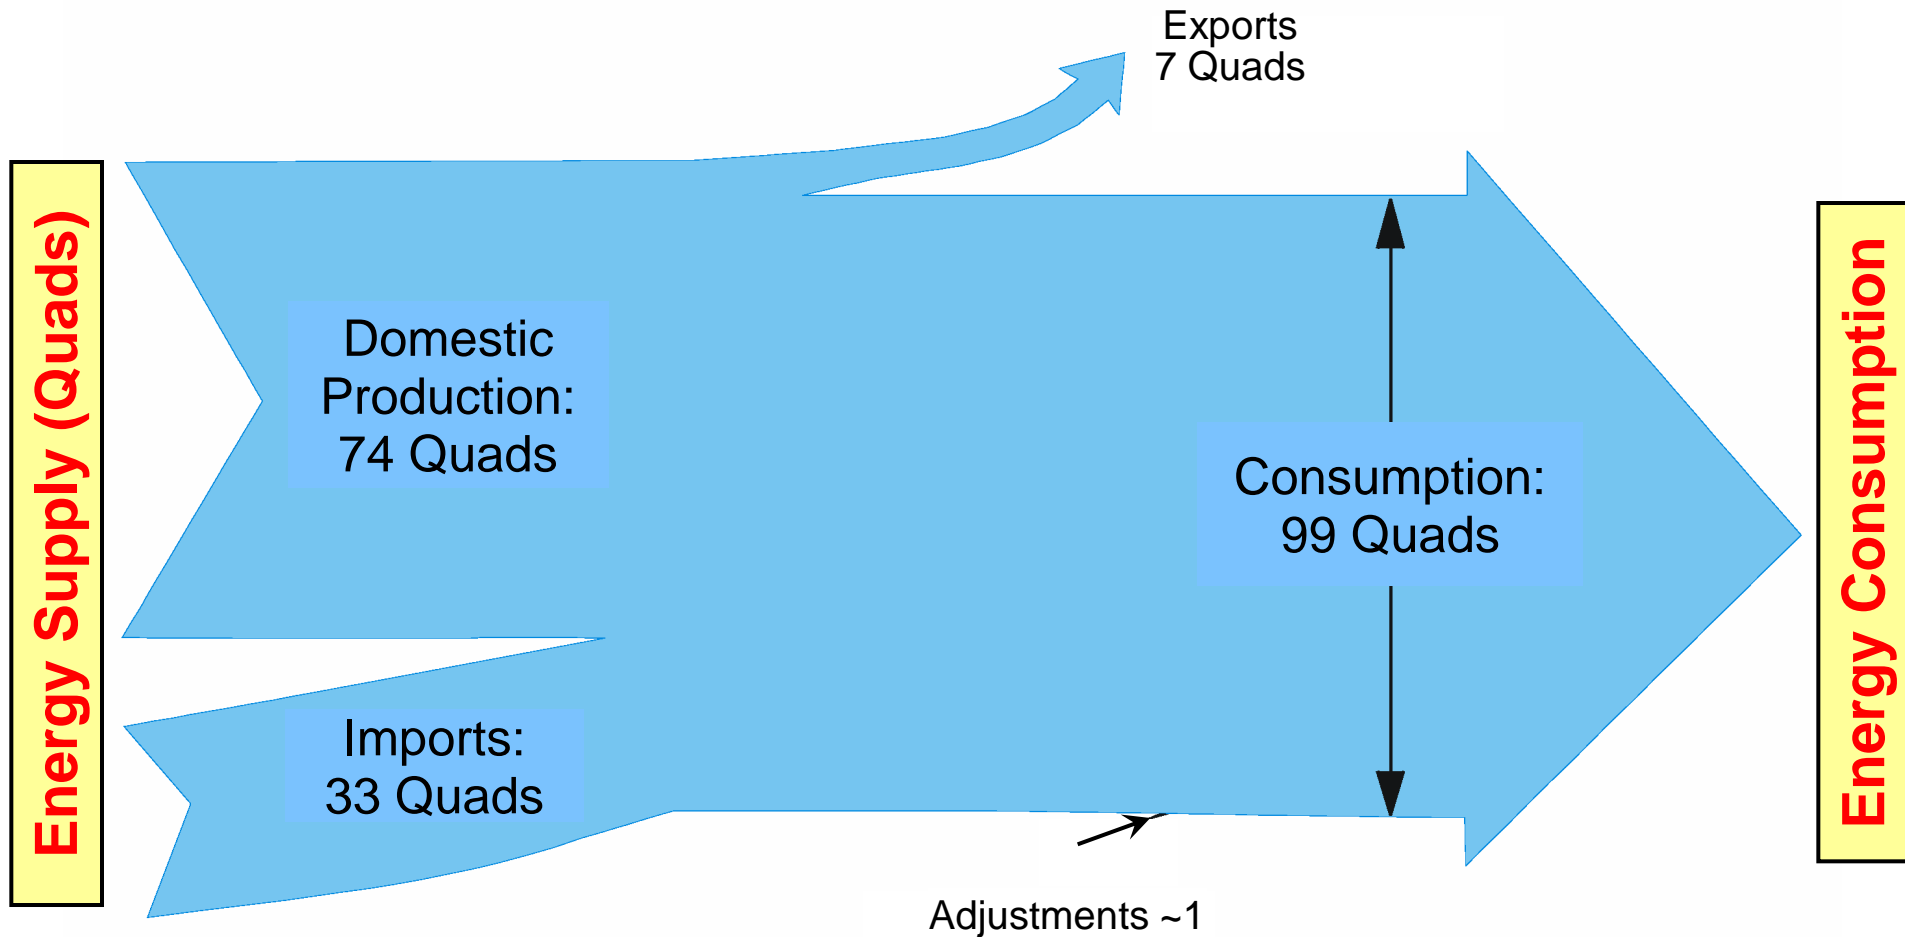 Exports
7 Quads
Energy Supply (Quads)
Domestic
Production:
74 Quads
Consumption:
99 Quads
Energy Consumption
Imports:
33 Quads
Adjustments ~1